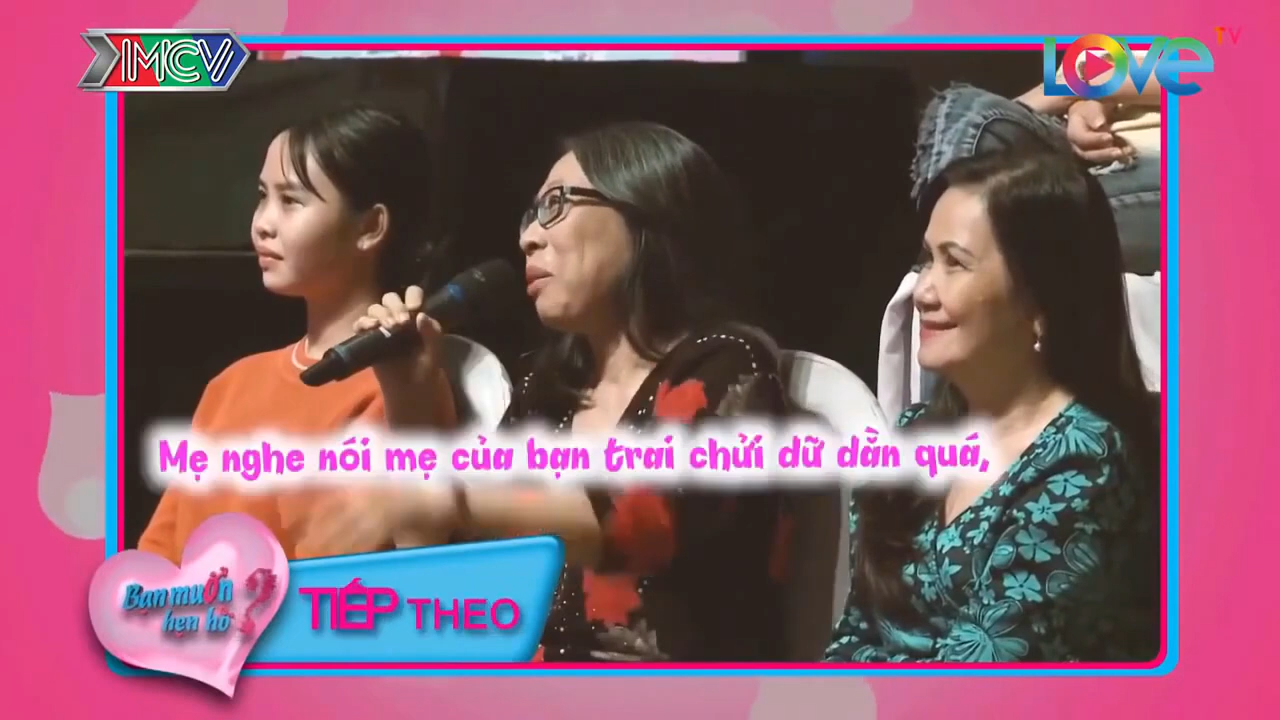 MCV
LOVE TV
Mẹ nghe nói mẹ của bạn trai chửi dữ dằn quá,
Bạn muốn
hẹn hò ?
TIẾP THEO